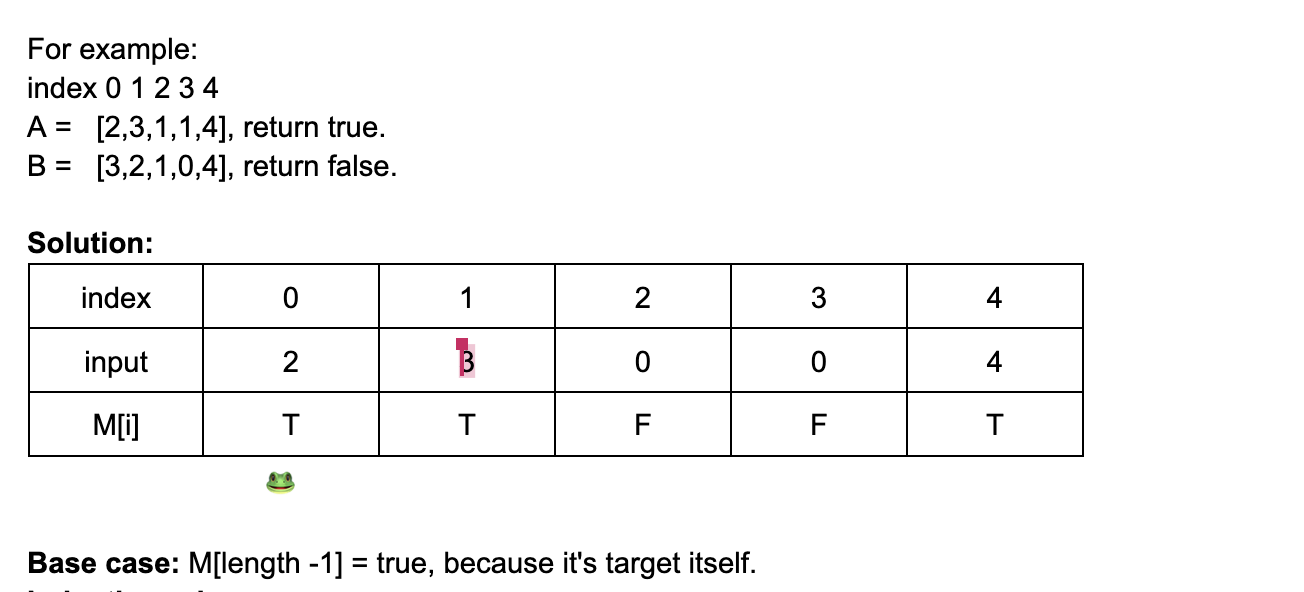 For example:
index 0 1 2 3 4
A = [2,3,1,1,4], return true.
B = [3,2,1,0,4], return false.
Solution:
index 0 1 2 3 4
input 2 3 0 0 4
M[i] T T F F T
Base case: M[length -1] = true, because it's target itself.